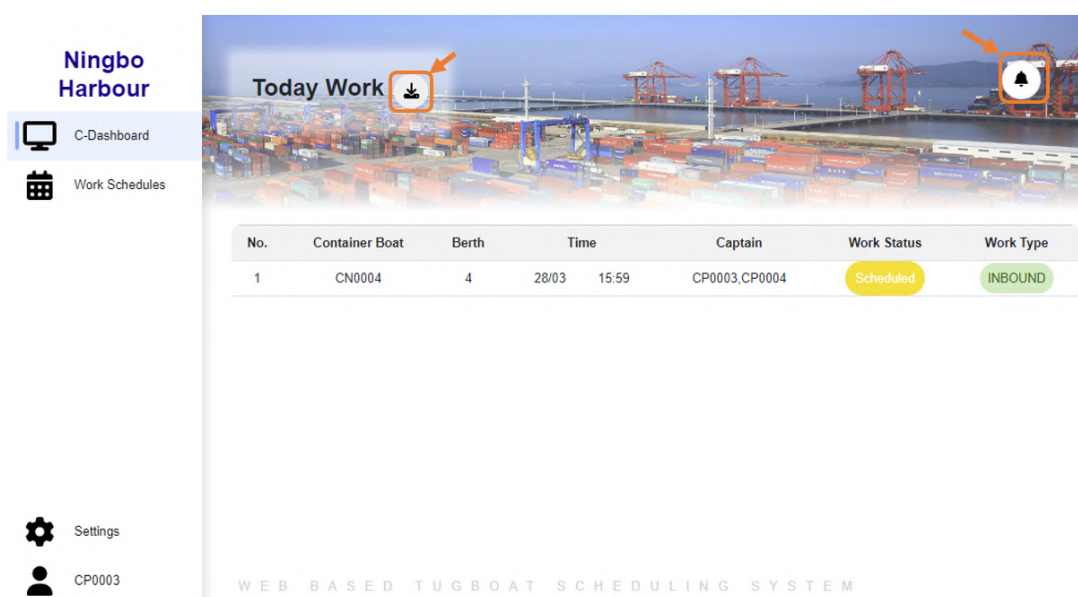 Ningbo
Harbour
C-Dashboard
Work Schedules
Settings
CP0003
Today Work
No. Container Boat Berth Time Captain Work Status Work Type
1 CN0004 4 28/03 15:59 CP0003,CP0004 Scheduled INBOUND
WEB BASED TUGBOAT SCHEDULING SYSTEM